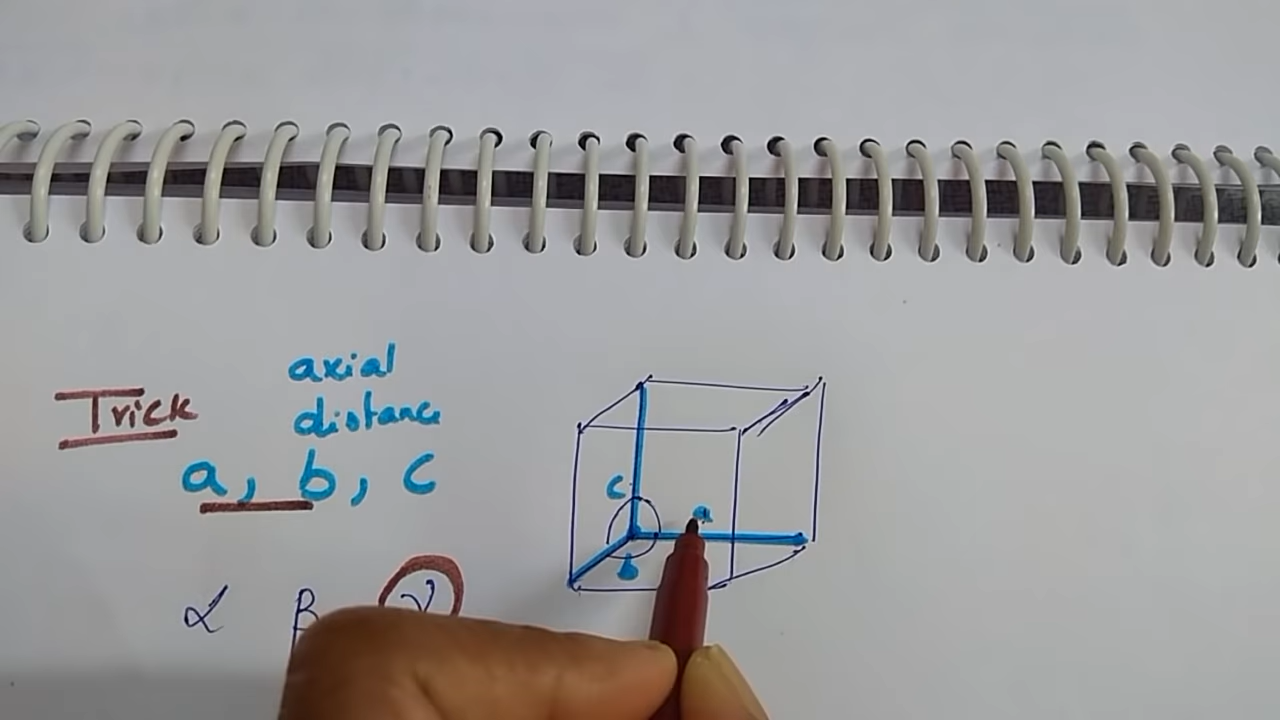 Trick
axial
distance
a, b, c
α β γ
c
a
b